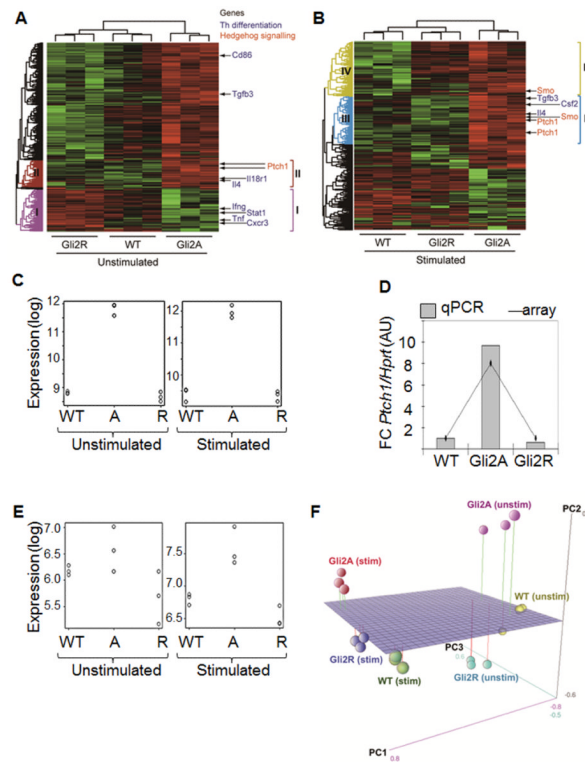 A
Genes
Th differentiation
Hedgehog signalling
Cd86
Tgfb3
Ptch1
Il18r1
Il4
Ifng
Stat1
Tnf
Cxcr3
II
I
II
I
Gli2R WT Gli2A
Unstimulated
B
IV
III
Smo
Tgfb3
Csf2
Il4
Smo
Ptch1
Ptch1
WT Gli2R Gli2A
Stimulated
C
Expression (log)
12
11
10
9
12
11
10
WT A R
WT A R
Unstimulated
Stimulated
D
qPCR
array
FC Ptch1/Hprt (AU)
10
8
6
4
2
WT Gli2A Gli2R
E
Expression (log)
7.0
6.5
6.0
5.5
7.5
7.0
6.5
WT A R
WT A R
Unstimulated
Stimulated
F
Gli2A (unstim)
PC2
Gli2A (stim)
WT (unstim)
PC3
Gli2R (stim)
WT (stim)
Gli2R (unstim)
-0.6
-0.8
-0.5
PC1
0.8